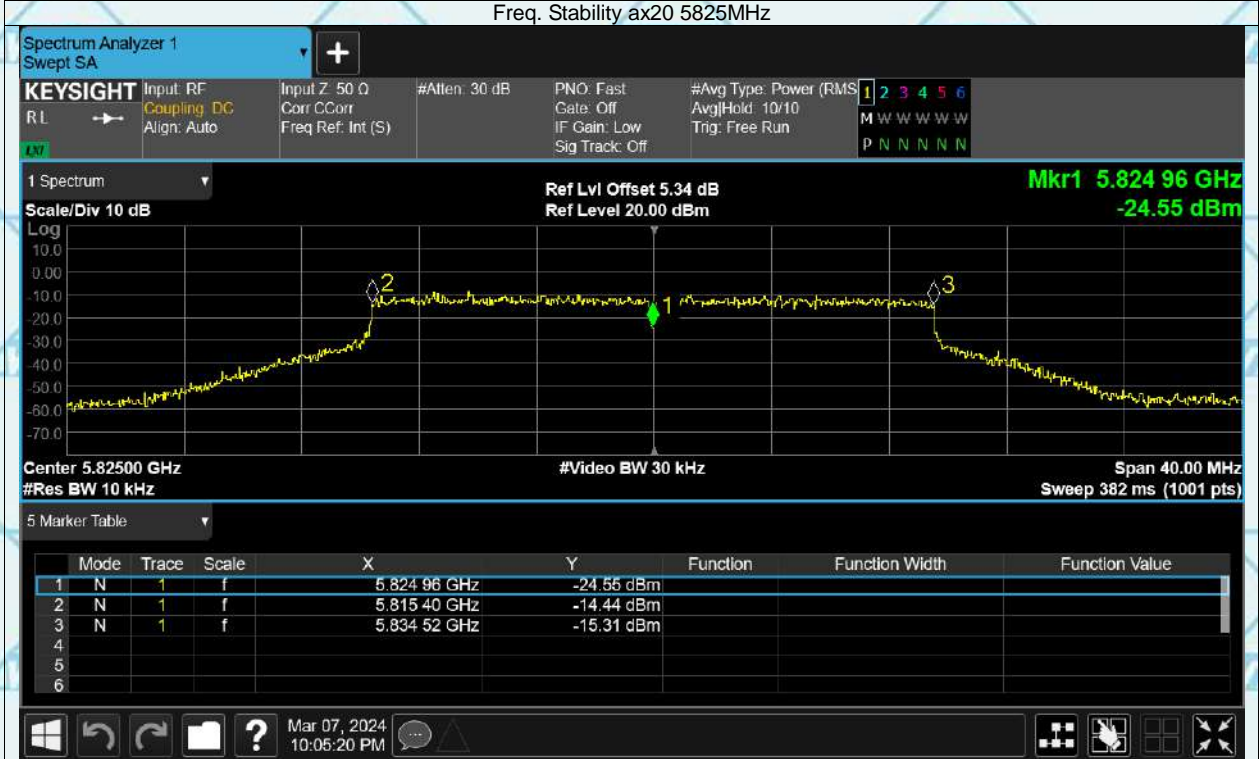 Freq. Stability ax20 5825MHz
Spectrum Analyzer 1
Swept SA
+
KEYSIGHT
RL
LXI
Input: RF
Coupling: DC
Align: Auto
Input Z: 50 Ω
Corr CCorr
Freq Ref: Int (S)
#Atten: 30 dB
PNO: Fast
Gate: Off
IF Gain: Low
Sig Track: Off
#Avg Type: Power (RMS
Avg|Hold: 10/10
Trig: Free Run
1 2 3 4 5 6
M W W W W W
P N N N N N
1 Spectrum
Scale/Div 10 dB
Ref Lvl Offset 5.34 dB
Ref Level 20.00 dBm
Mkr1 5.824 96 GHz
-24.55 dBm
Log
10.0
0.00
-10.0
-20.0
-30.0
-40.0
-50.0
-60.0
-70.0
2
1
3
Center 5.82500 GHz
#Video BW 30 kHz
Span 40.00 MHz
#Res BW 10 kHz
Sweep 382 ms (1001 pts)
5 Marker Table
Mode Trace Scale X Y Function Function Width Function Value
1 N 1 f 5.824 96 GHz -24.55 dBm
2 N 1 f 5.815 40 GHz -14.44 dBm
3 N 1 f 5.834 52 GHz -15.31 dBm
4
5
6
?
Mar 07, 2024
10:05:20 PM